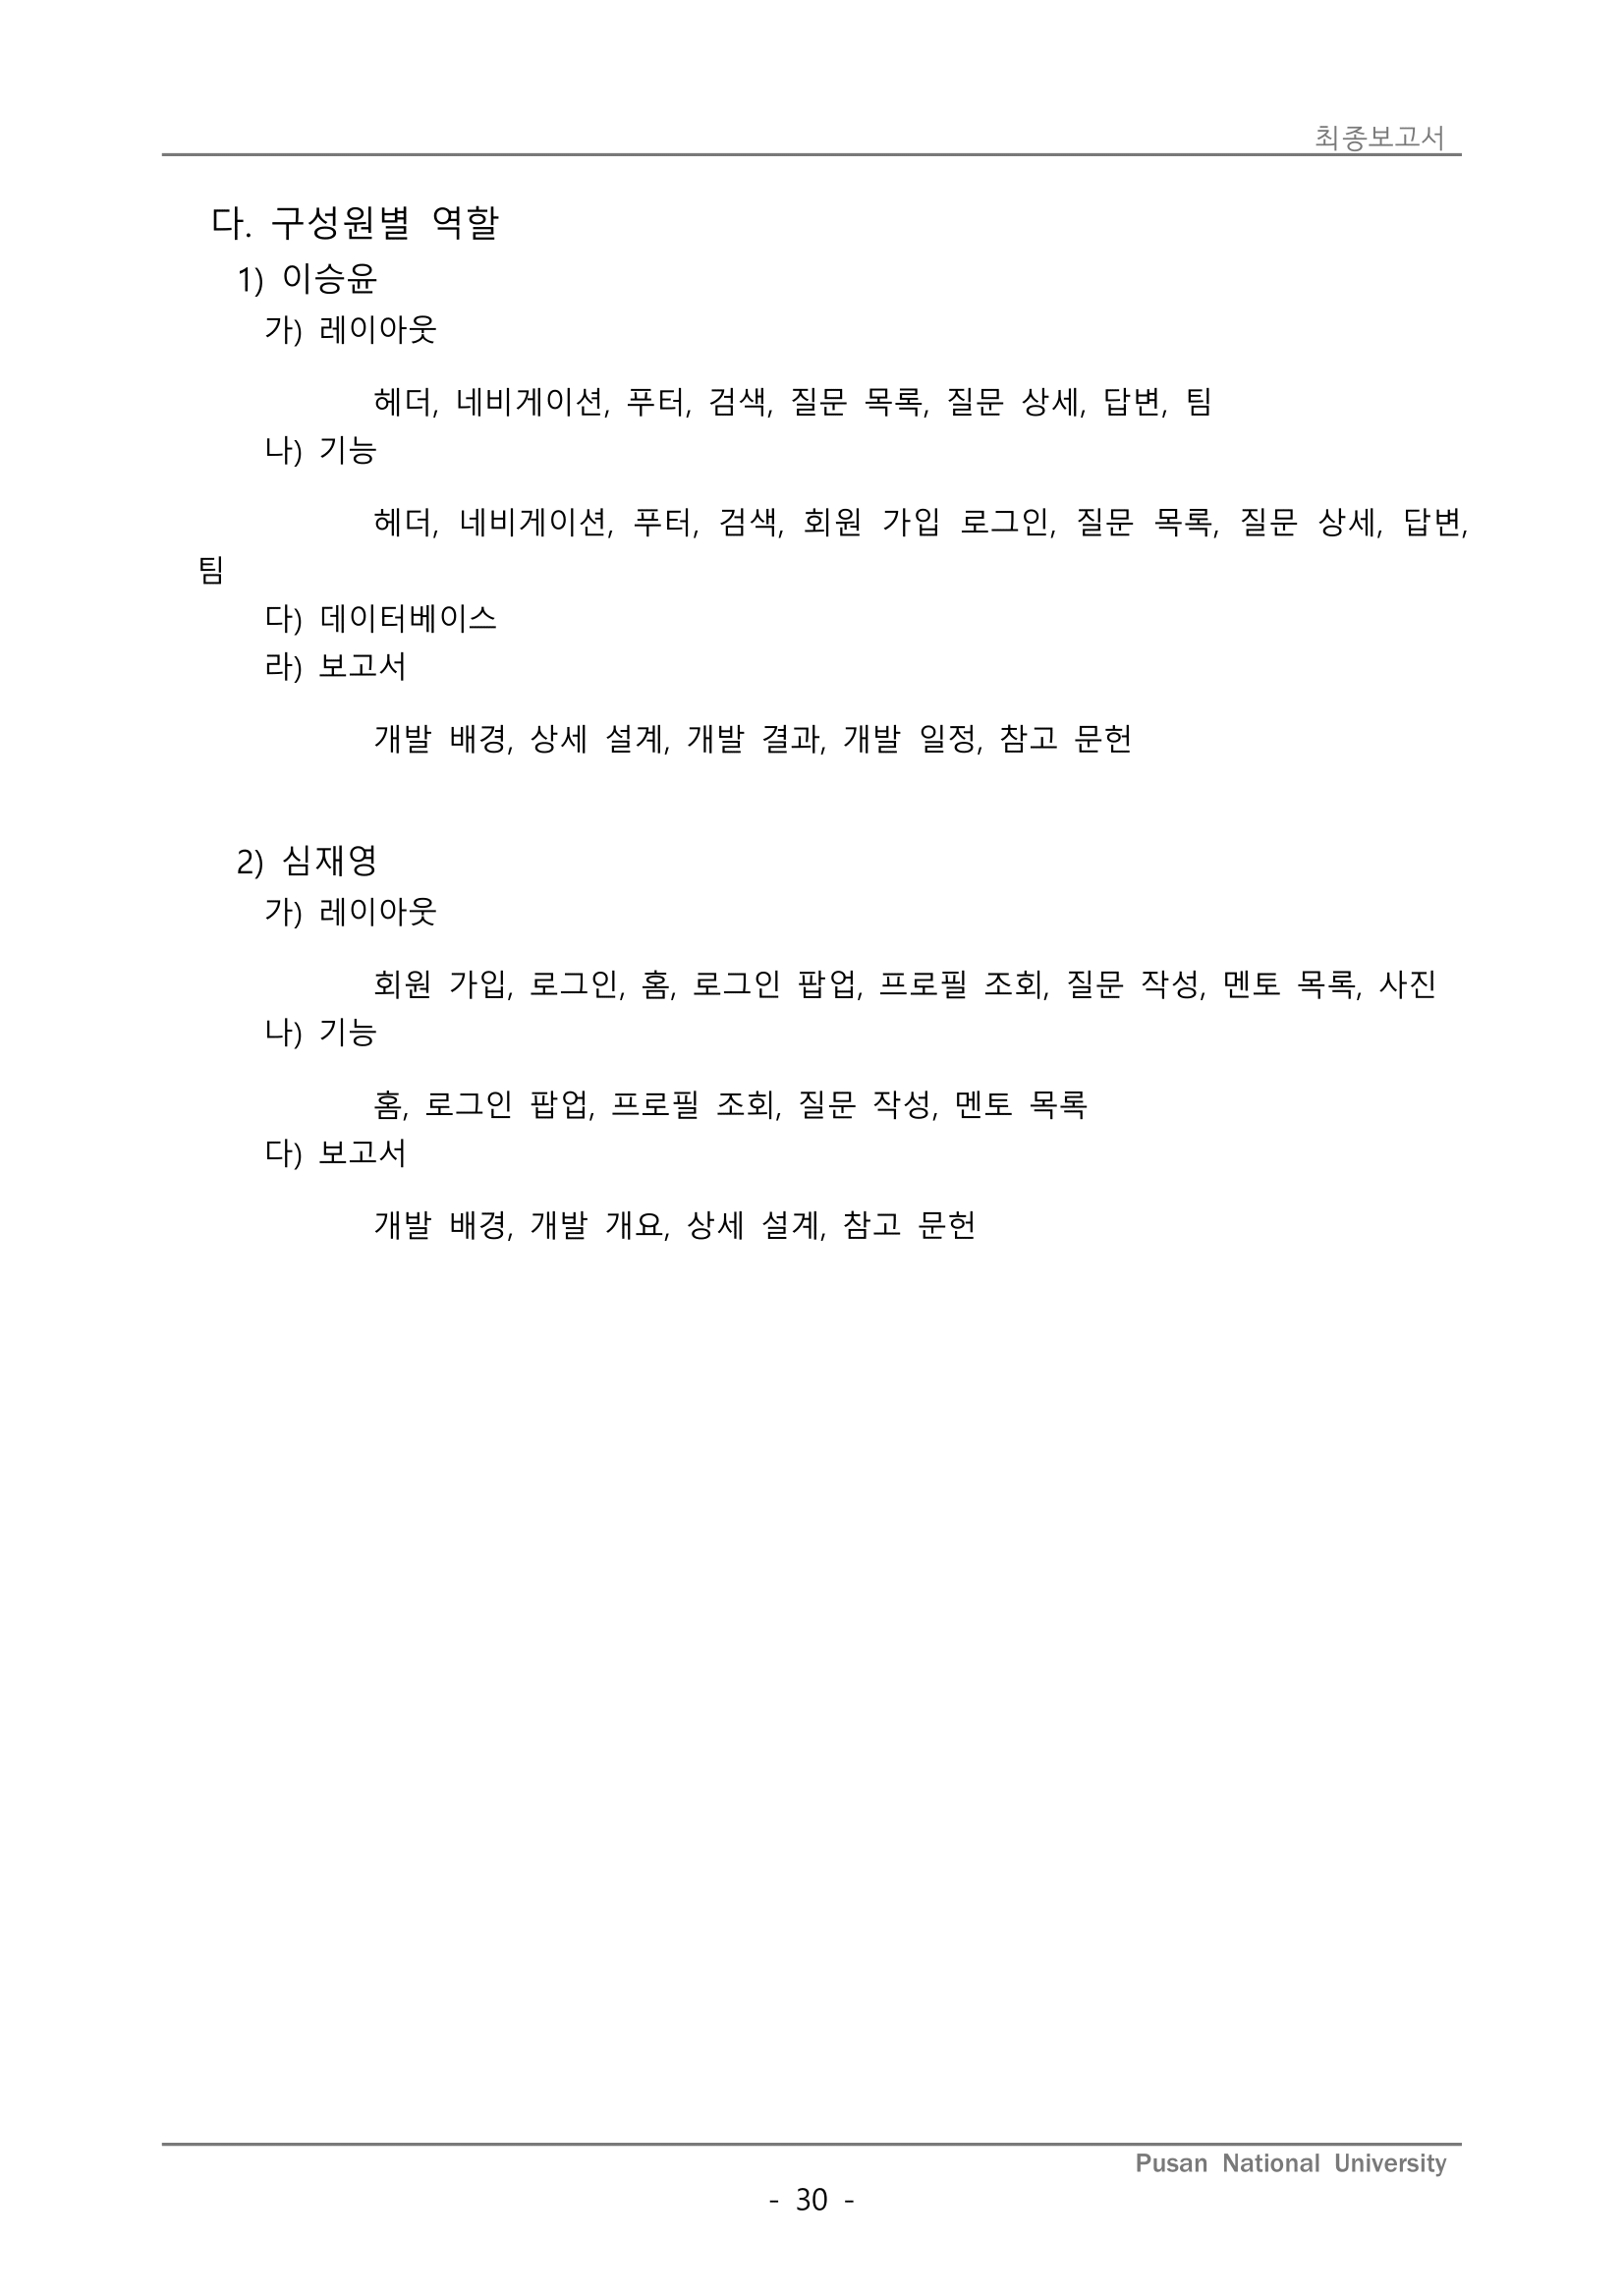 최종보고서
다. 구성원별 역할
1) 이승윤
가) 레이아웃
헤더, 네비게이션, 푸터, 검색, 질문 목록, 질문 상세, 답변, 팀
나) 기능
헤더, 네비게이션, 푸터, 검색, 회원 가입 로그인, 질문 목록, 질문 상세, 답변,
팀
다) 데이터베이스
라) 보고서
개발 배경, 상세 설계, 개발 결과, 개발 일정, 참고 문헌
2) 심재영
가) 레이아웃
회원 가입, 로그인, 홈, 로그인 팝업, 프로필 조회, 질문 작성, 멘토 목록, 사진
나) 기능
홈, 로그인 팝업, 프로필 조회, 질문 작성, 멘토 목록
다) 보고서
개발 배경, 개발 개요, 상세 설계, 참고 문헌
Pusan National University
- 30 -